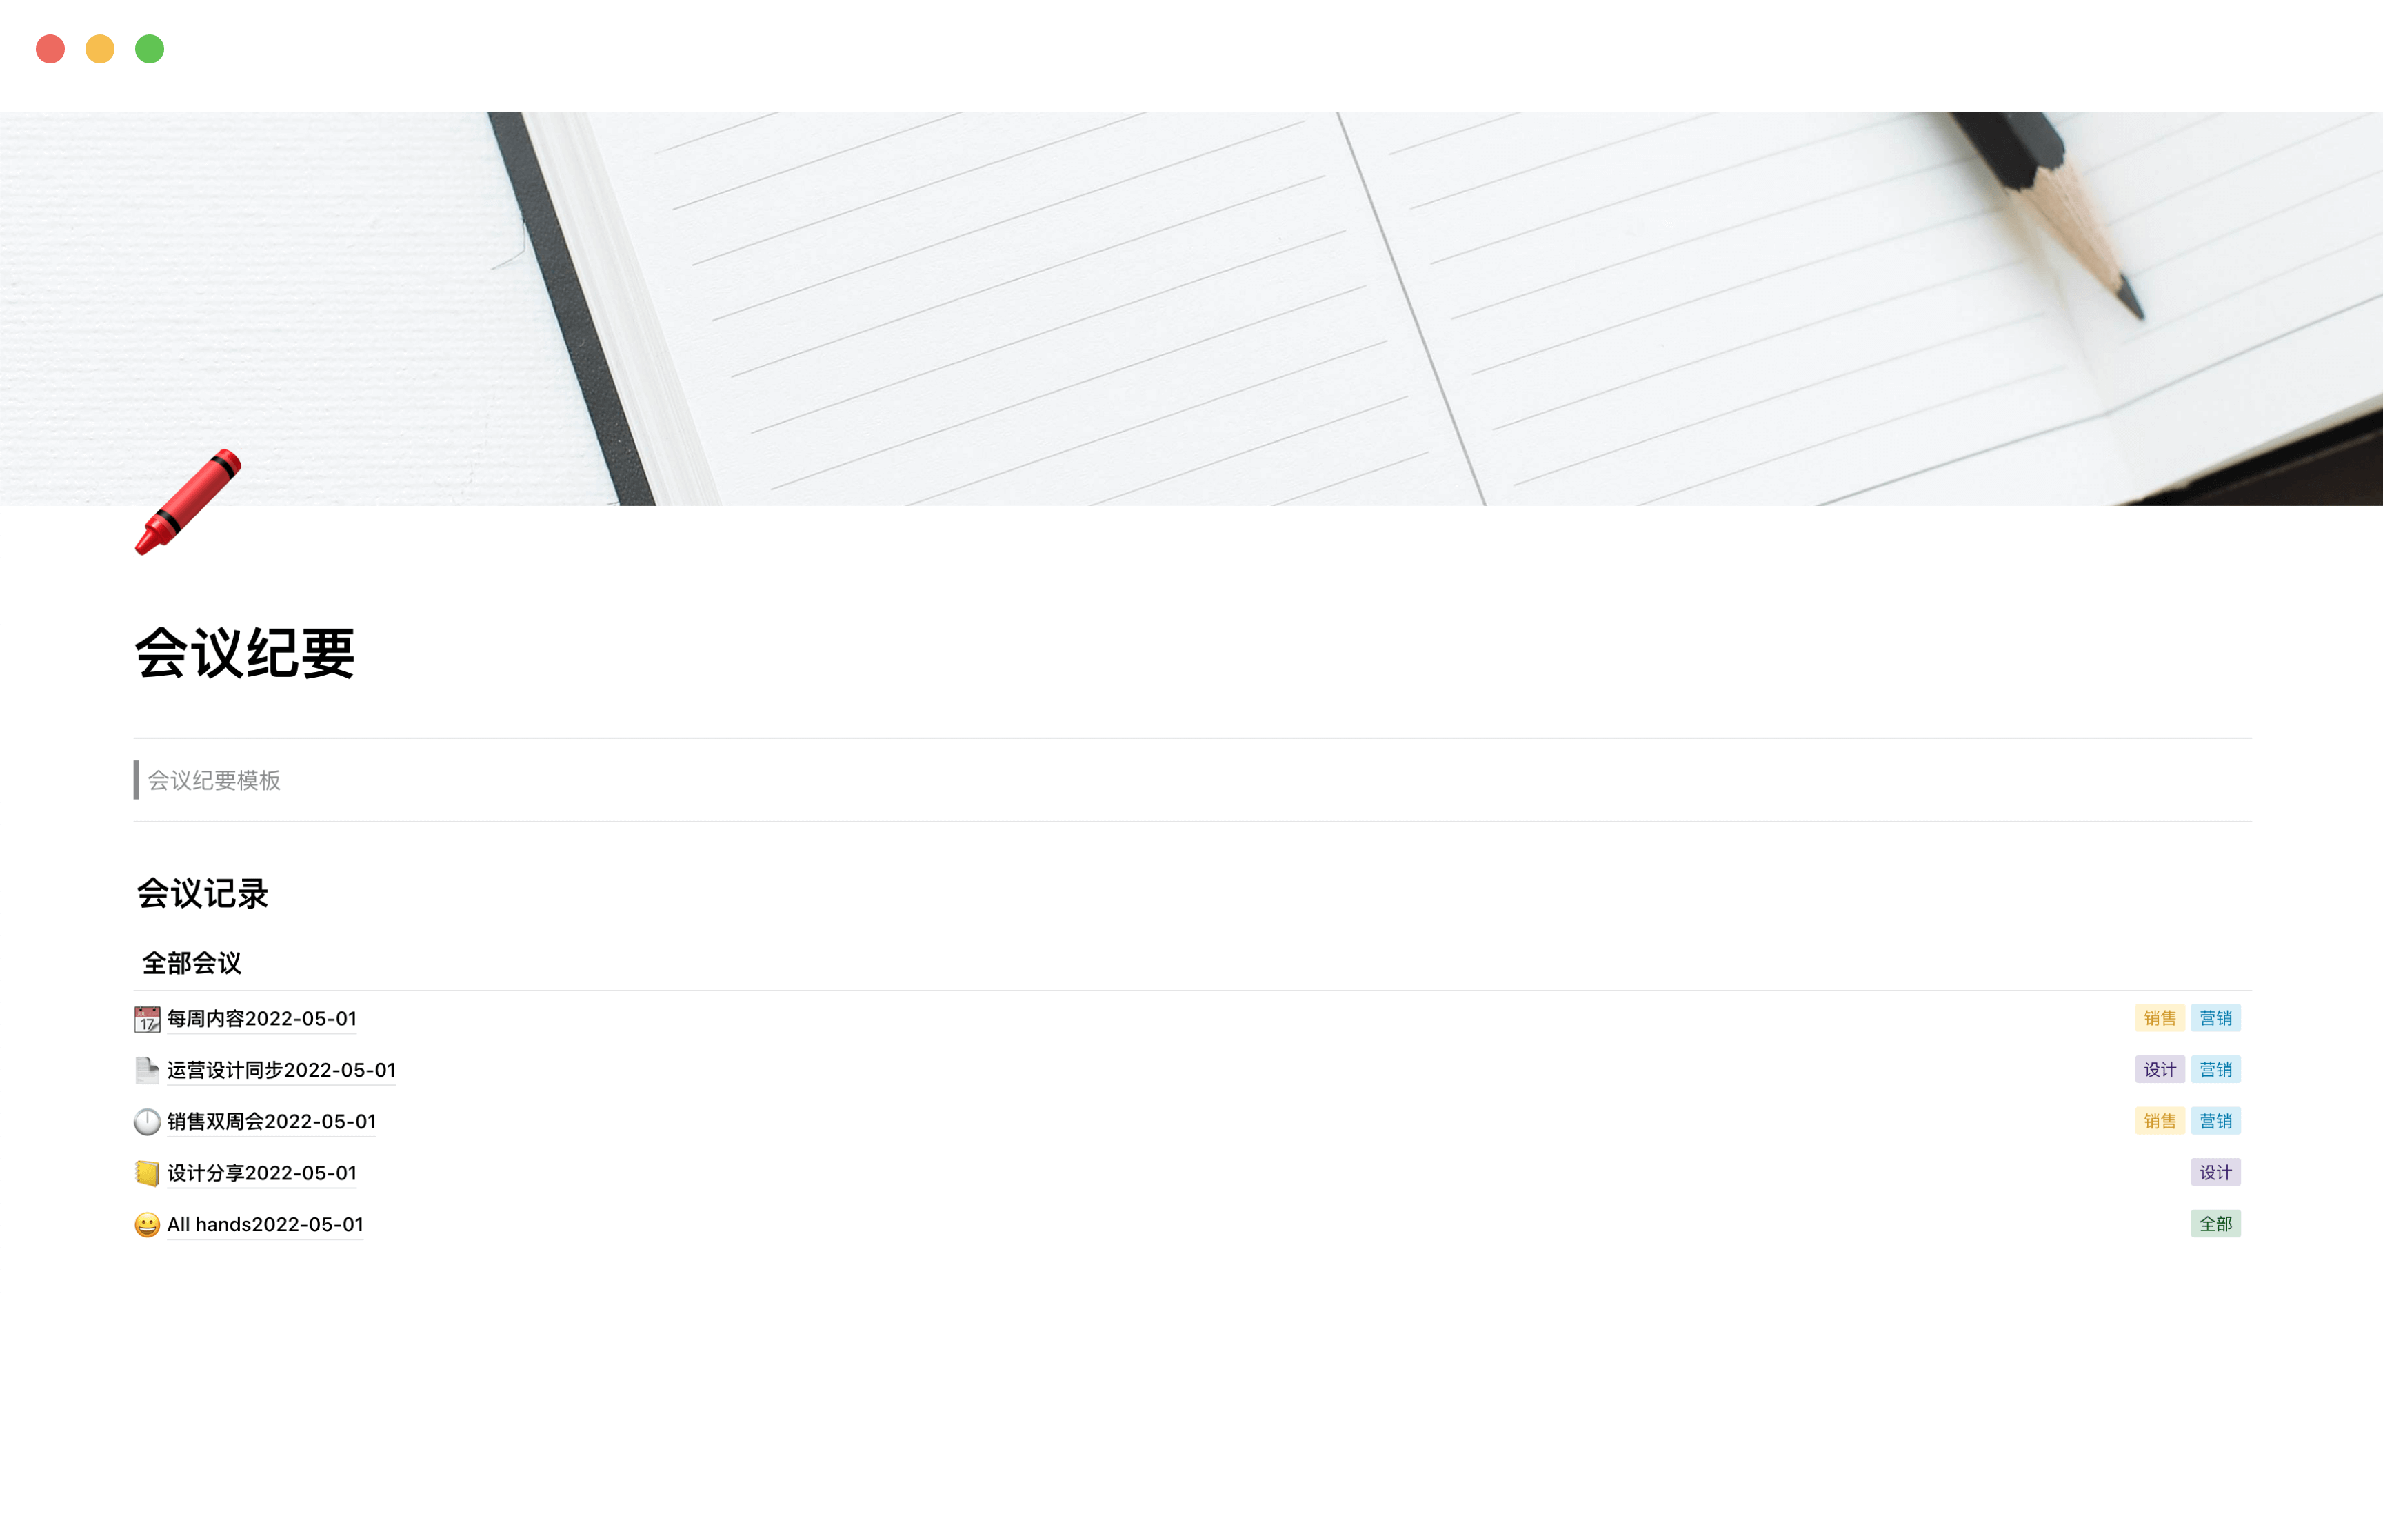 会议纪要
会议纪要模板
会议记录
全部会议
17 每周内容2022-05-01 销售 营销
运营设计同步2022-05-01 设计 营销
销售双周会2022-05-01 销售 营销
设计分享2022-05-01 设计
All hands2022-05-01 全部